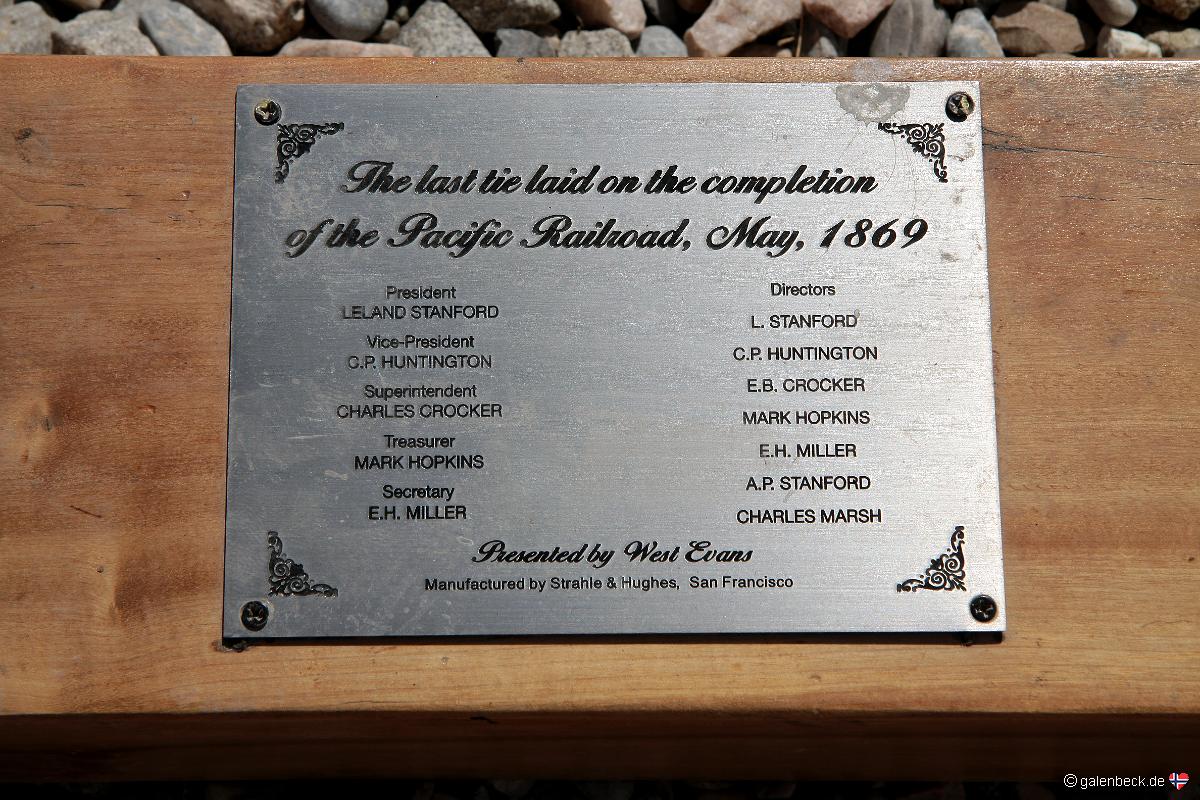 The last tie laid on the completion
of the Pacific Railroad, May, 1869
President
LELAND STANFORD
Vice-President
C.P. HUNTINGTON
Superintendent
CHARLES CROCKER
Treasurer
MARK HOPKINS
Secretary
E.H. MILLER
Directors
L. STANFORD
C.P. HUNTINGTON
E.B. CROCKER
MARK HOPKINS
E.H. MILLER
A.P. STANFORD
CHARLES MARSH
Presented by West Evans
Manufactured by Strahle & Hughes, San Francisco
© galenbeck.de